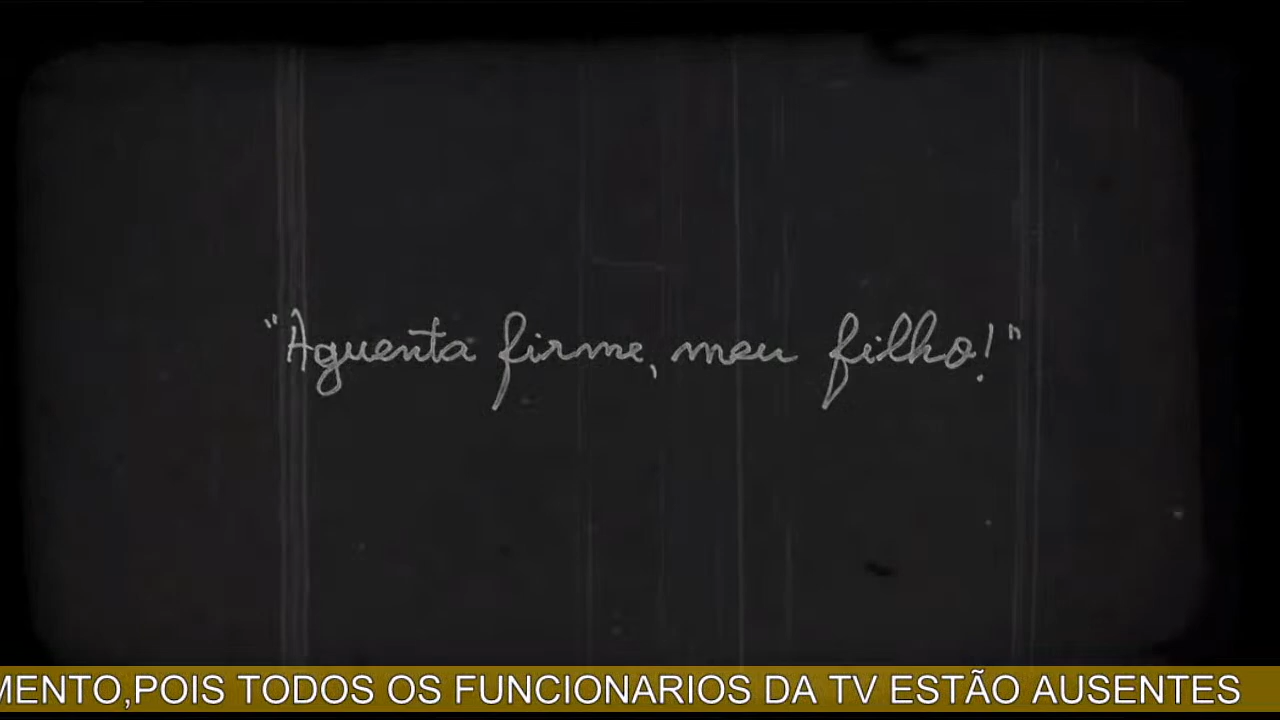 "Aguenta firme, meu filho!"
MENTO,POIS TODOS OS FUNCIONARIOS DA TV ESTÃO AUSENTES